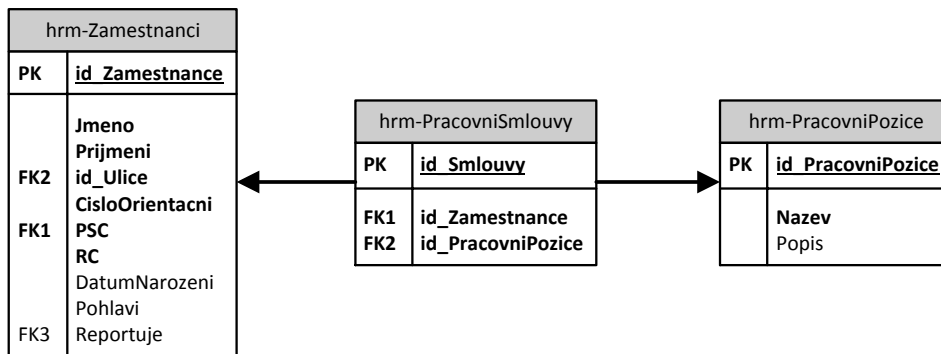 hrm-Zamestnanci
PK id_Zamestnance
Jmeno
Prijmeni
FK2 id_Ulice
CisloOrientacni
FK1 PSC
RC
DatumNarozeni
Pohlavi
FK3 Reportuje
hrm-PracovniSmlouvy
PK id_Smlouvy
FK1 id_Zamestnance
FK2 id_PracovniPozice
hrm-PracovniPozice
PK id_PracovniPozice
Nazev
Popis